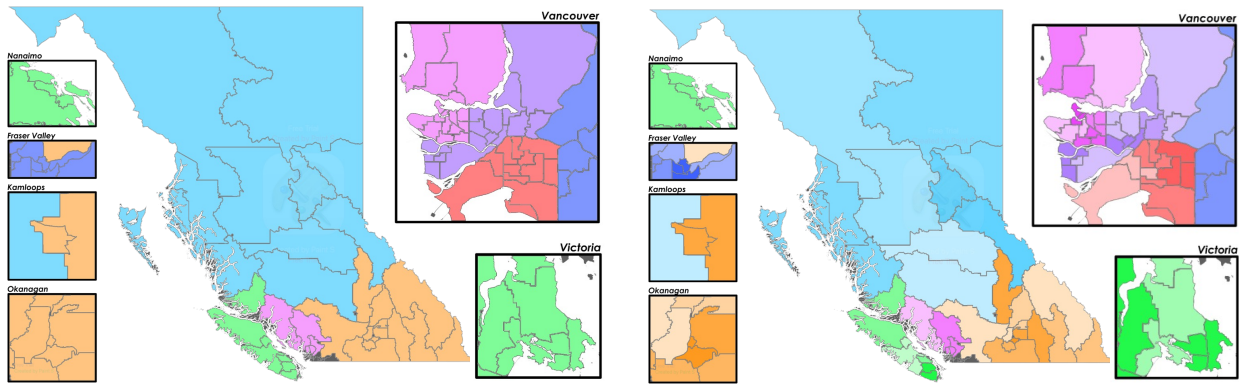 Vancouver
Nanaimo
Fraser Valley
Kamloops
Okanagan
Victoria
Vancouver
Nanaimo
Fraser Valley
Kamloops
Okanagan
Victoria